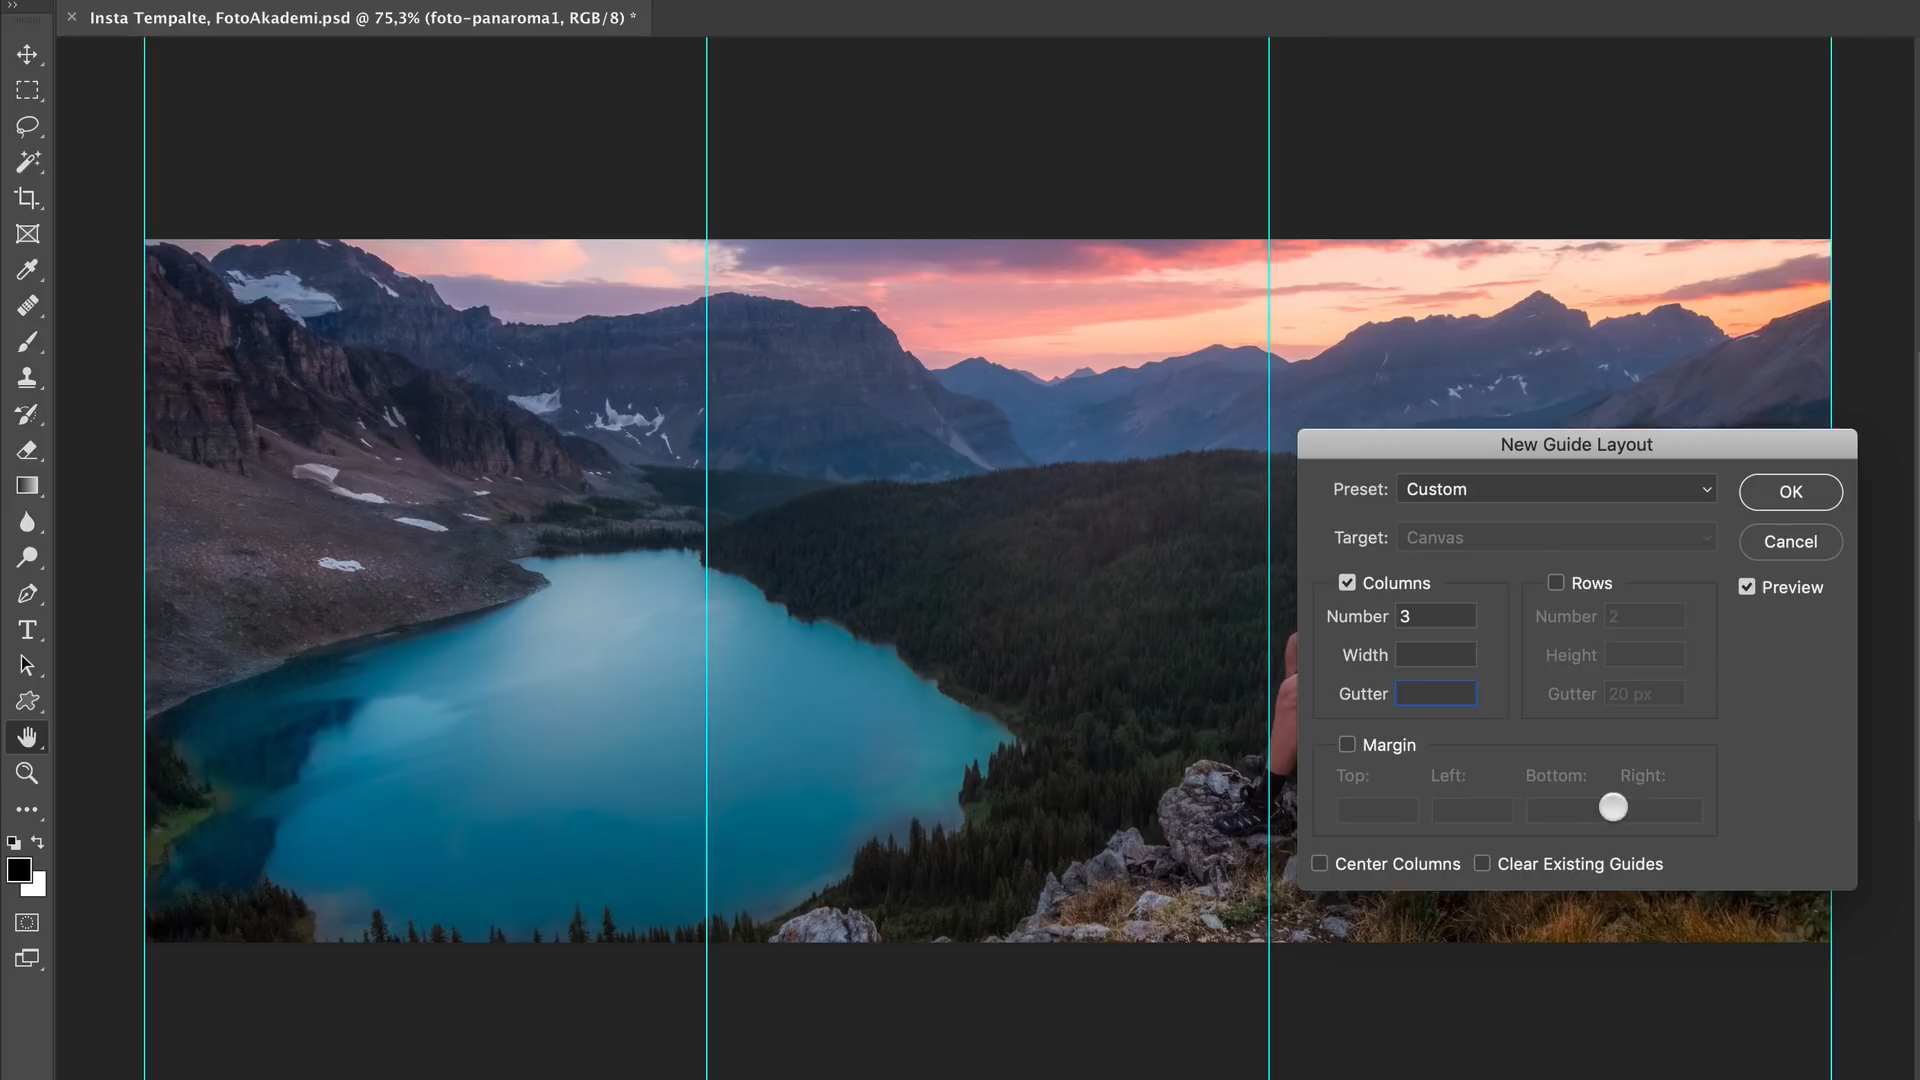 Insta Tempalte, FotoAkademi.psd @ 75,3% (foto-panaroma1, RGB/8) *
New Guide Layout
Preset: Custom
OK
Target: Canvas
Cancel
Columns
Rows
Preview
Number 3
Number 2
Width
Height
Gutter
Gutter 20 px
Margin
Top: Left: Bottom: Right:
Center Columns
Clear Existing Guides